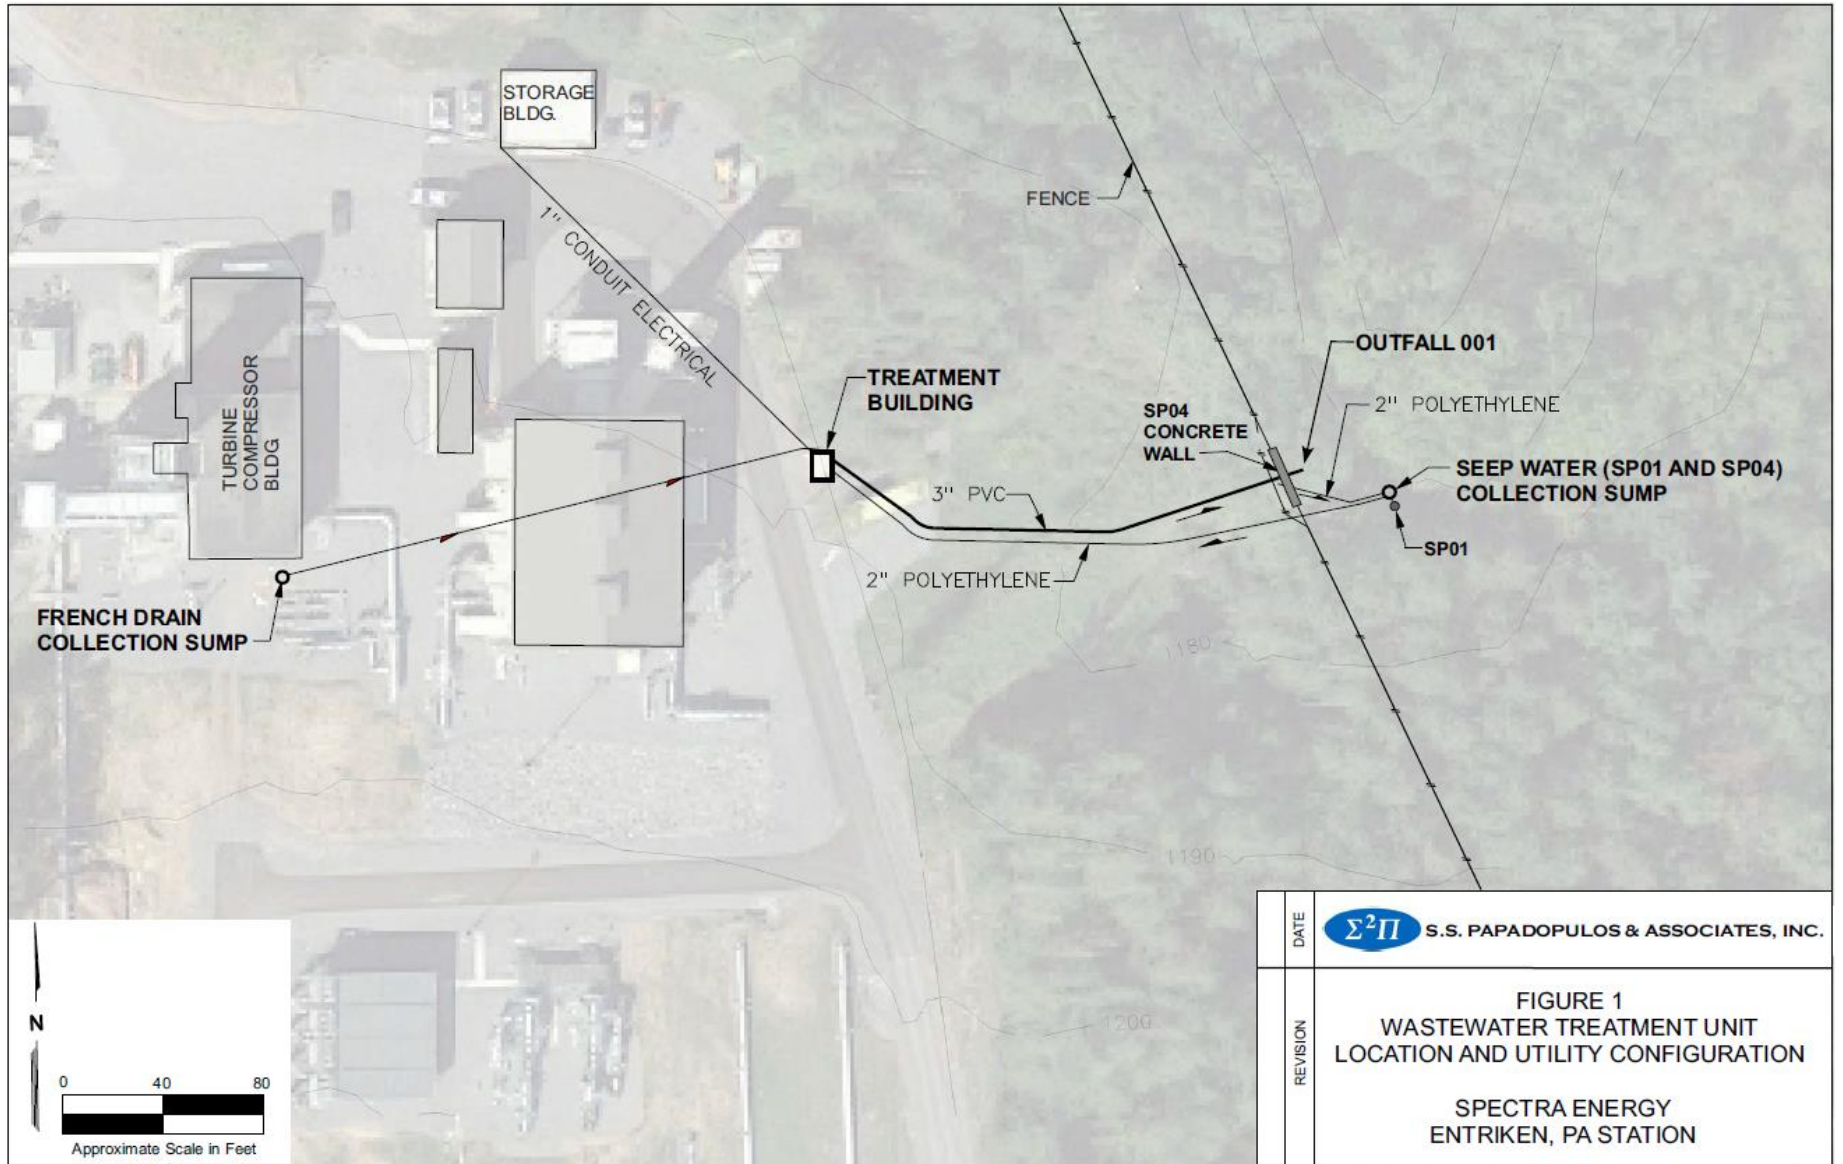 STORAGE
BLDG.
1" CONDUIT ELECTRICAL
FENCE
TURBINE
COMPRESSOR
BLDG
TREATMENT
BUILDING
OUTFALL 001
2" POLYETHYLENE
SP04
CONCRETE
WALL
SEEP WATER (SP01 AND SP04)
COLLECTION SUMP
3" PVC
SP01
2" POLYETHYLENE
FRENCH DRAIN
COLLECTION SUMP
1180
1190
1200
N
0 40 80
Approximate Scale in Feet
DATE
Σ²Π S.S. PAPADOPULOS & ASSOCIATES, INC.
REVISION
FIGURE 1
WASTEWATER TREATMENT UNIT
LOCATION AND UTILITY CONFIGURATION
SPECTRA ENERGY
ENTRIKEN, PA STATION